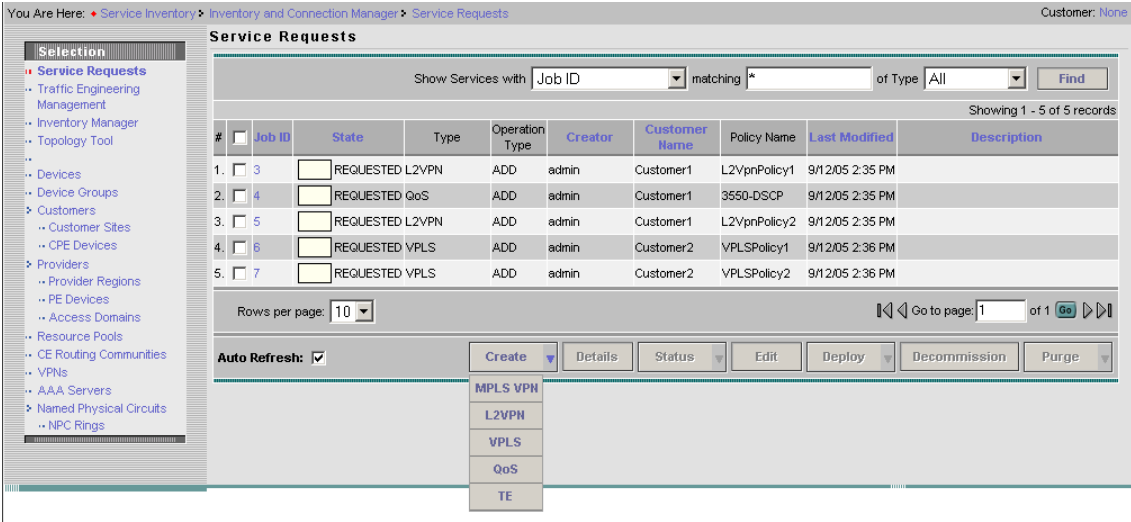 You Are Here: Service Inventory Inventory and Connection Manager Service Requests Customer: None
Service Requests
Selection
Service Requests
Traffic Engineering
Management
Inventory Manager
Topology Tool
Devices
Device Groups
Customers
Customer Sites
CPE Devices
Providers
Provider Regions
PE Devices
Access Domains
Resource Pools
CE Routing Communities
VPNs
AAA Servers
Named Physical Circuits
NPC Rings
Show Services with Job ID matching * of Type All Find
Showing 1 - 5 of 5 records
# Job ID State Type Operation Type Creator Customer Name Policy Name Last Modified Description
1. 3 REQUESTED L2VPN ADD admin Customer1 L2VpnPolicy1 9/12/05 2:35 PM
2. 4 REQUESTED QoS ADD admin Customer1 3550-DSCP 9/12/05 2:35 PM
3. 5 REQUESTED L2VPN ADD admin Customer1 L2VpnPolicy2 9/12/05 2:35 PM
4. 6 REQUESTED VPLS ADD admin Customer2 VPLSPolicy1 9/12/05 2:36 PM
5. 7 REQUESTED VPLS ADD admin Customer2 VPLSPolicy2 9/12/05 2:36 PM
Rows per page: 10 Go to page: 1 of 1 Go
Auto Refresh: Create Details Status Edit Deploy Decommission Purge
MPLS VPN
L2VPN
VPLS
QoS
TE